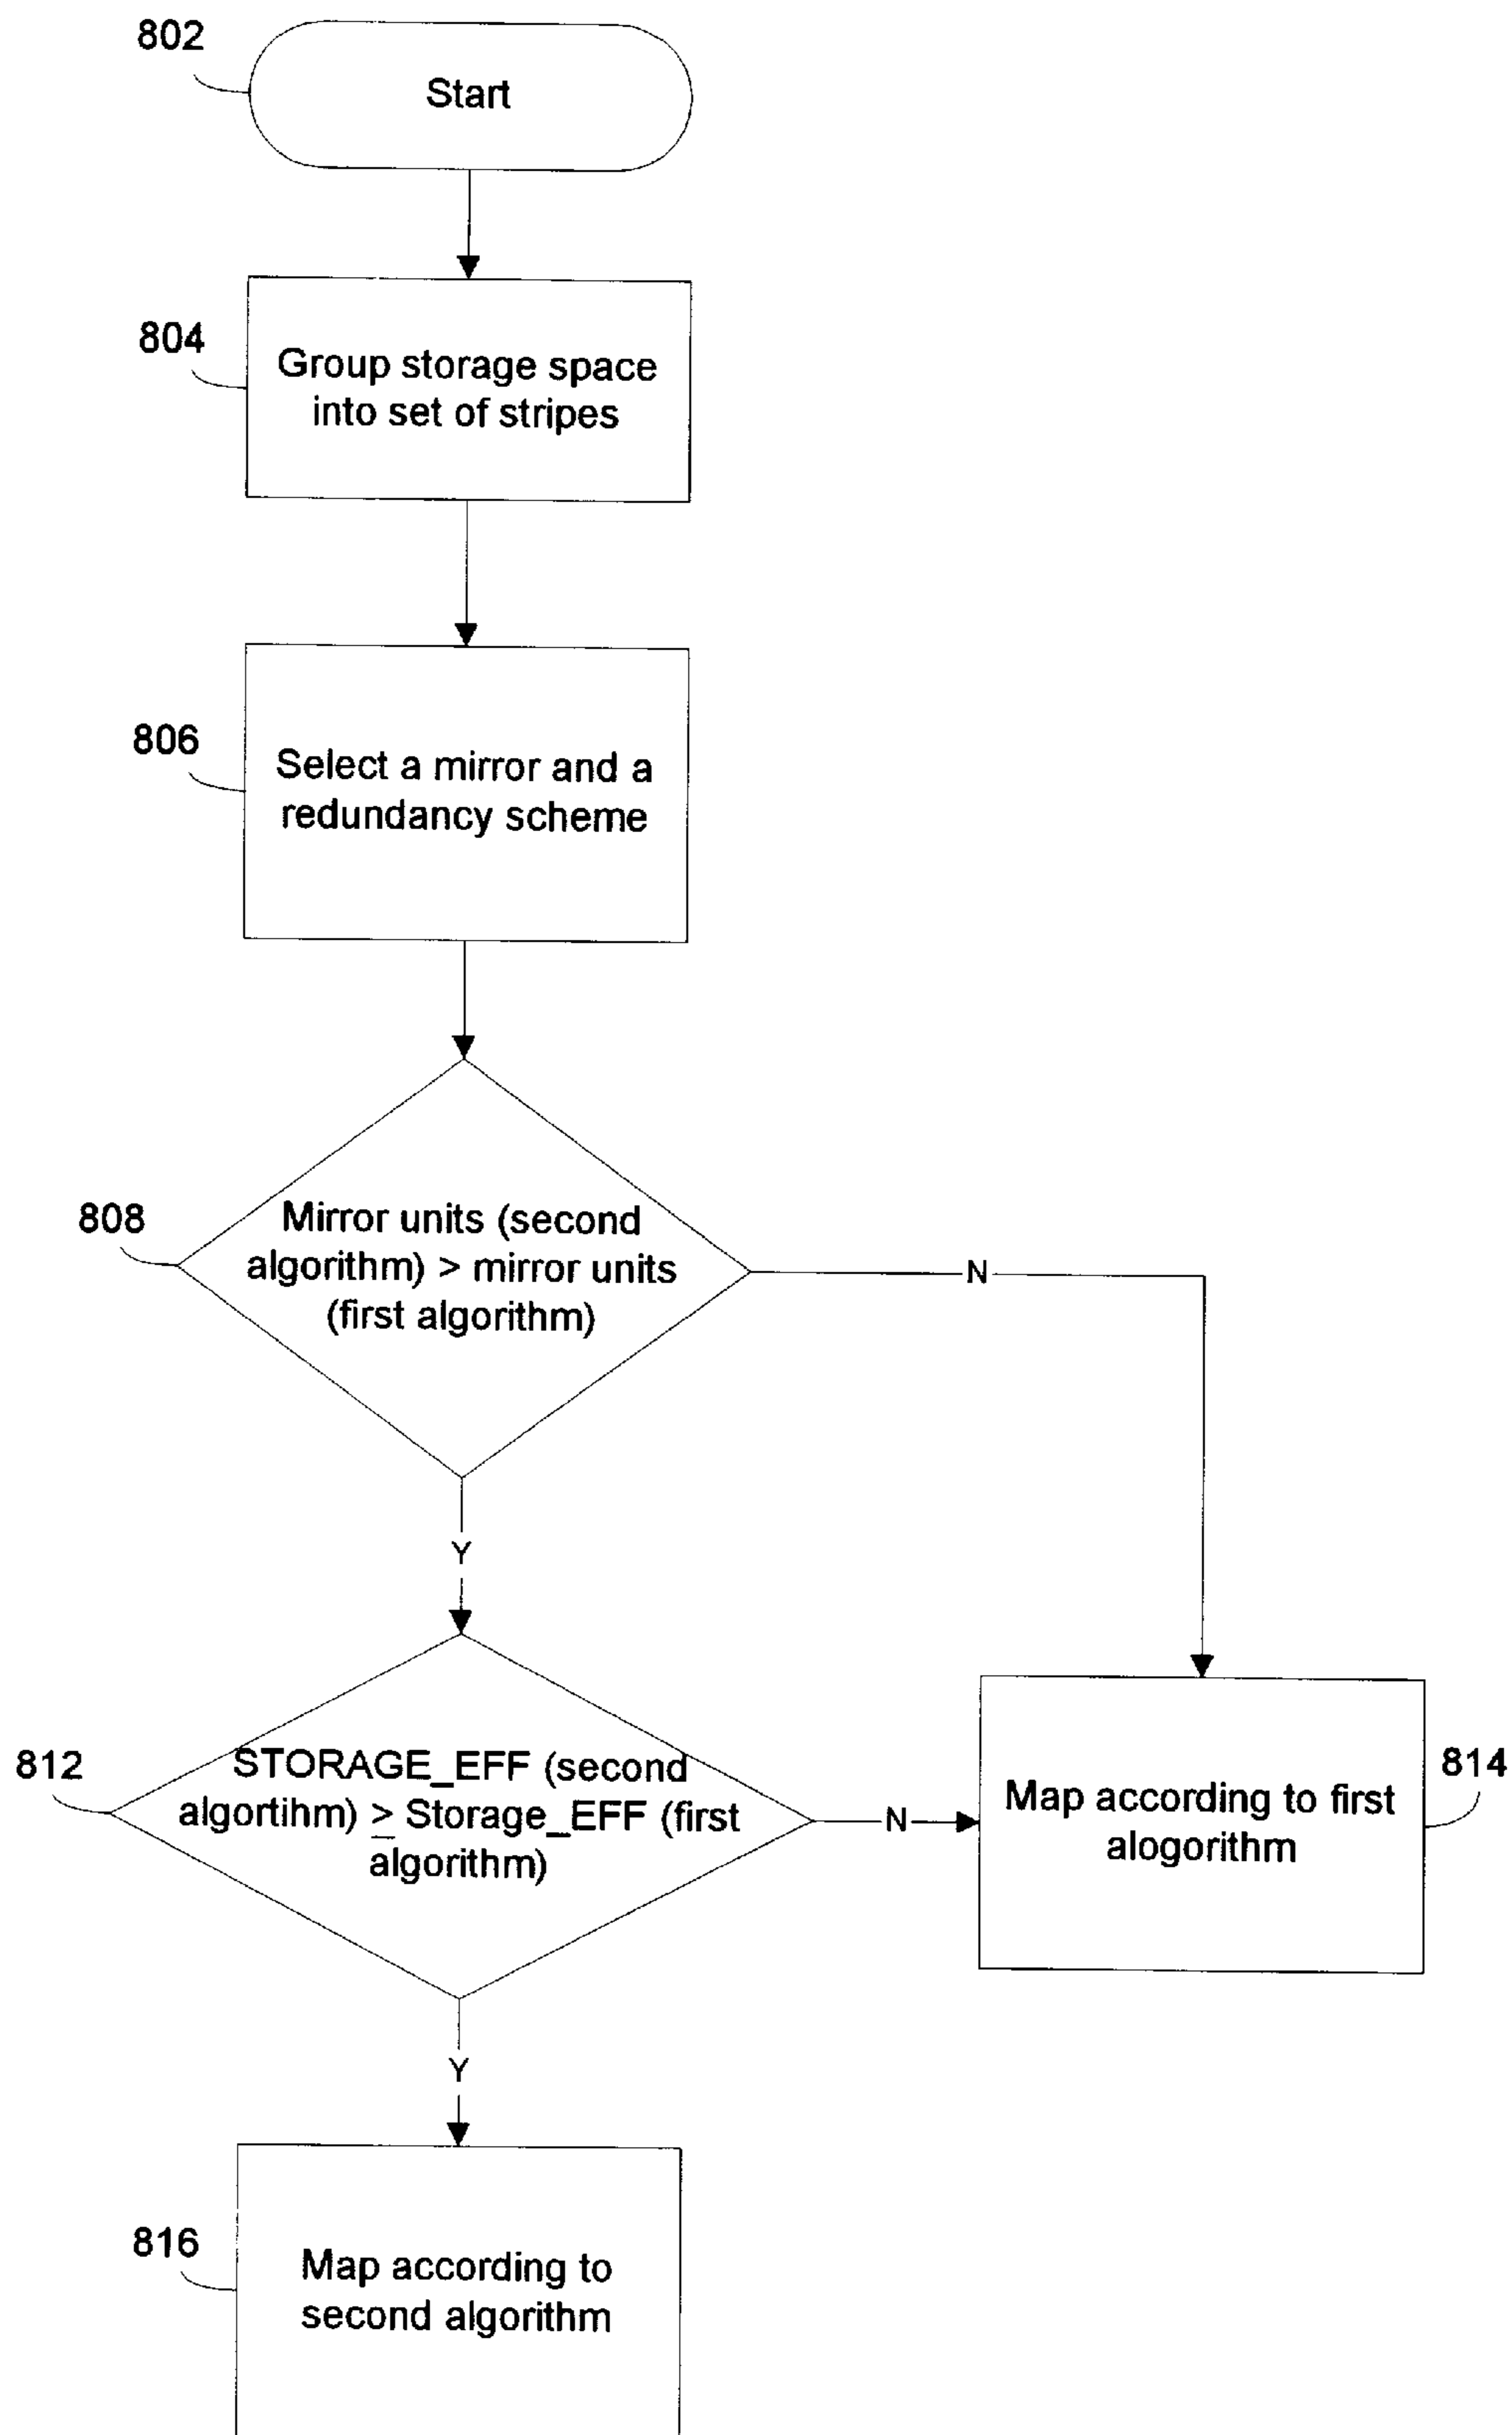 802
Start
804
Group storage space
into set of stripes
806
Select a mirror and a
redundancy scheme
808
Mirror units (second
algorithm) > mirror units
(first algorithm)
N
Y
812
STORAGE_EFF (second
algortihm) ≥ Storage_EFF (first
algorithm)
N
814
Map according to first
alogorithm
Y
816
Map according to
second algorithm